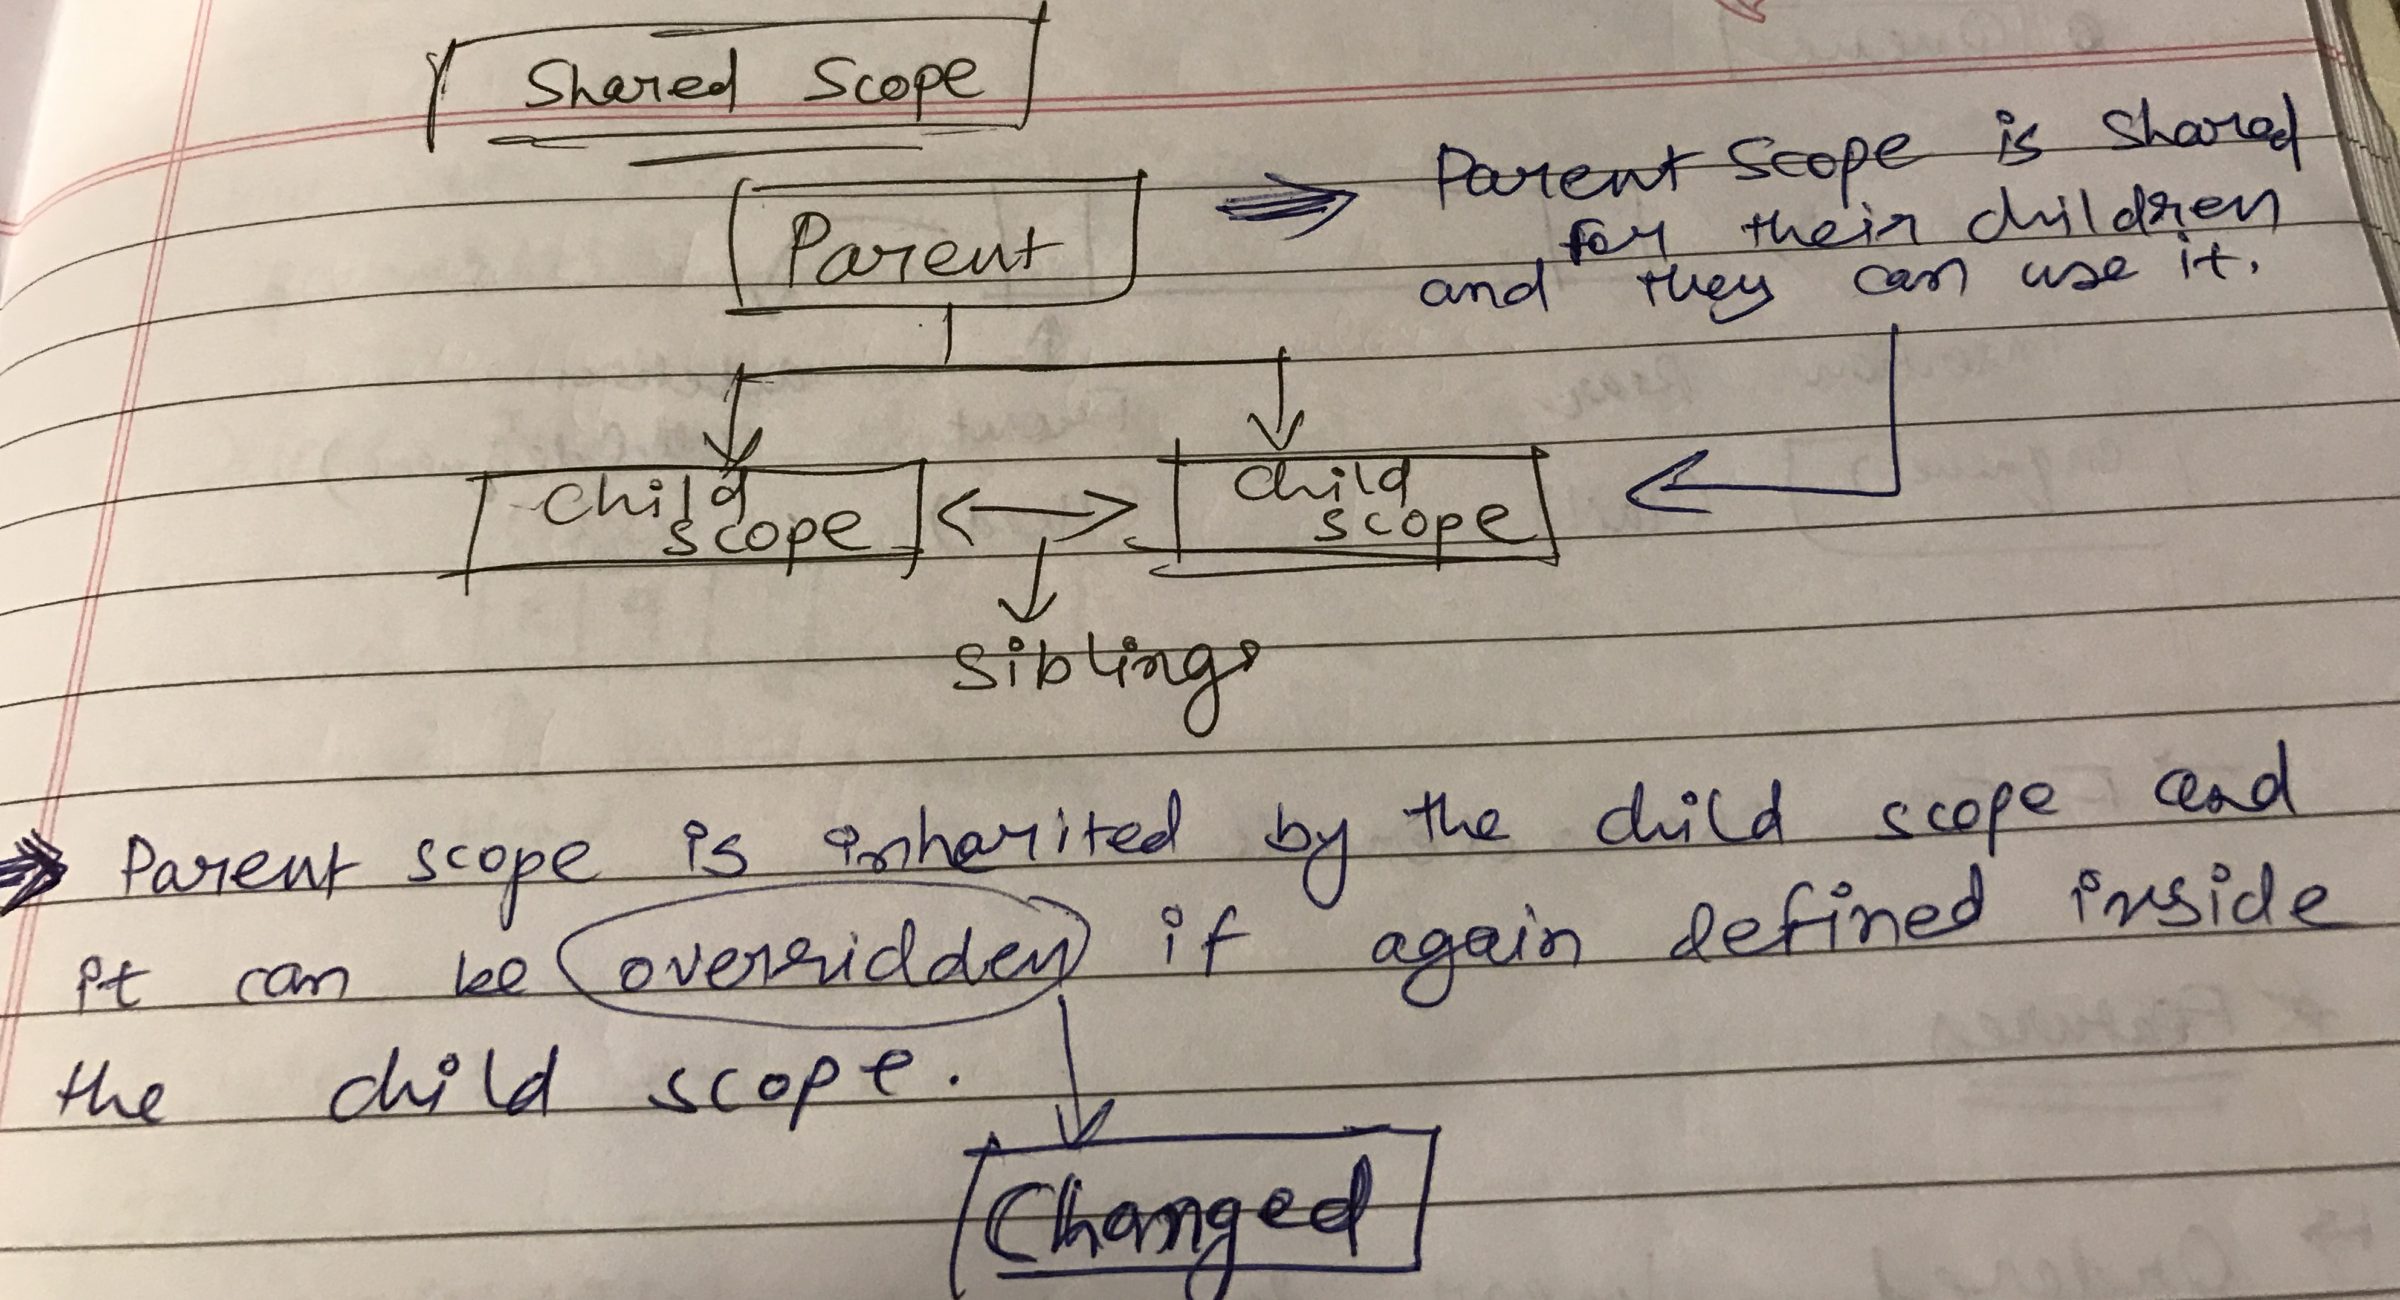 Shared Scope
Parent
Parent Scope is Shared
for their children
and they can use it.
Child
scope
child
scope
Siblings
Parent scope is inharited by the child scope and
it can be overridden if again defined inside
the child scope.
Changed